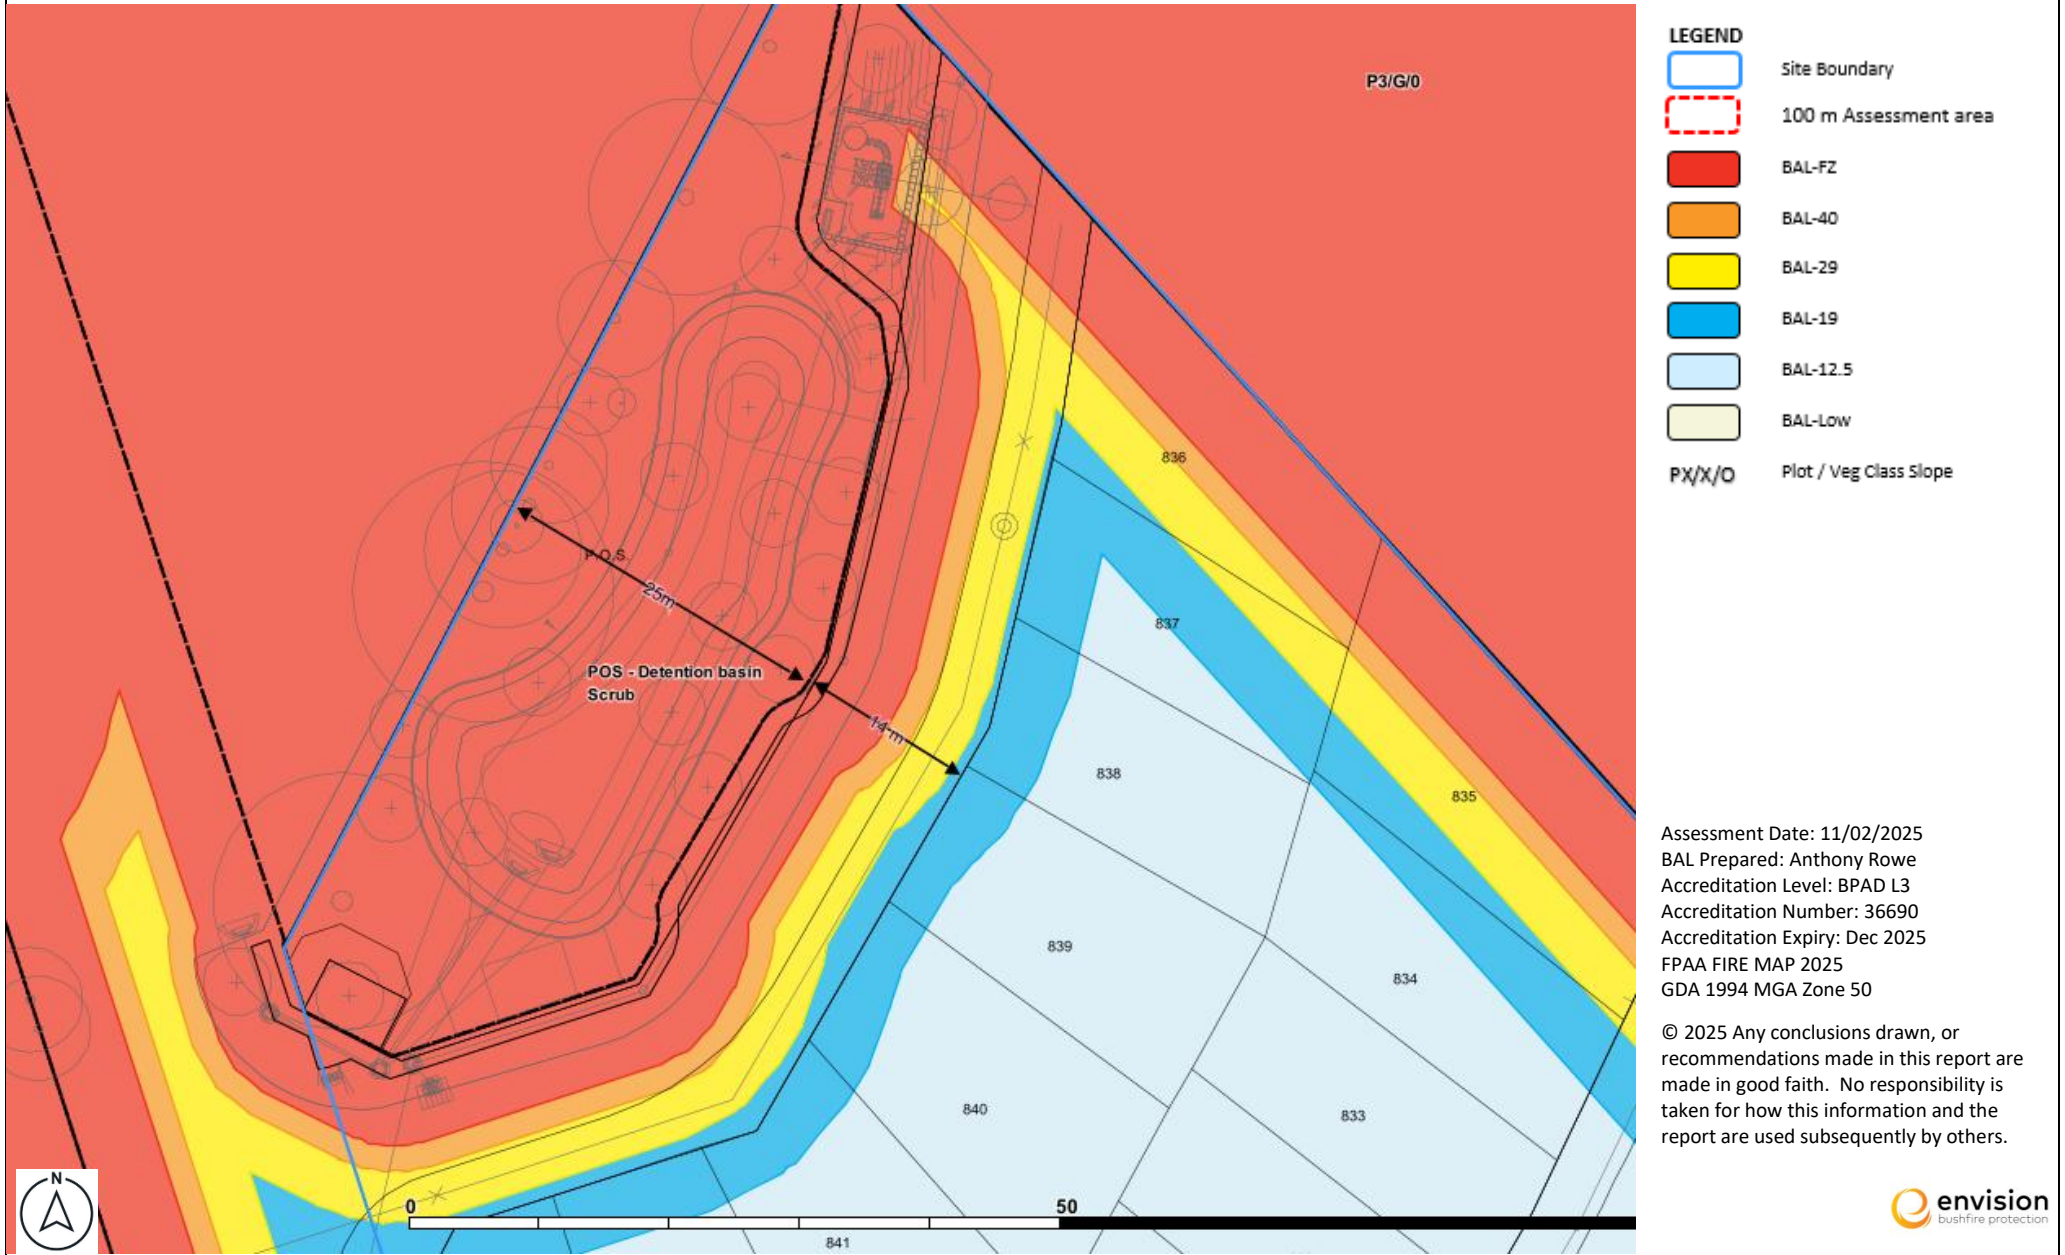 LEGEND
Site Boundary
100 m Assessment area
BAL-FZ
BAL-40
BAL-29
BAL-19
BAL-12.5
BAL-Low
PX/X/O Plot / Veg Class Slope
P3/G/0
836
P.O.S.
25m
837
POS - Detention basin
Scrub
14 m
838
835
839
834
840
833
841
0
50
N
Assessment Date: 11/02/2025
BAL Prepared: Anthony Rowe
Accreditation Level: BPAD L3
Accreditation Number: 36690
Accreditation Expiry: Dec 2025
FPAA FIRE MAP 2025
GDA 1994 MGA Zone 50
© 2025 Any conclusions drawn, or
recommendations made in this report are
made in good faith.  No responsibility is
taken for how this information and the
report are used subsequently by others.
envision
bushfire protection